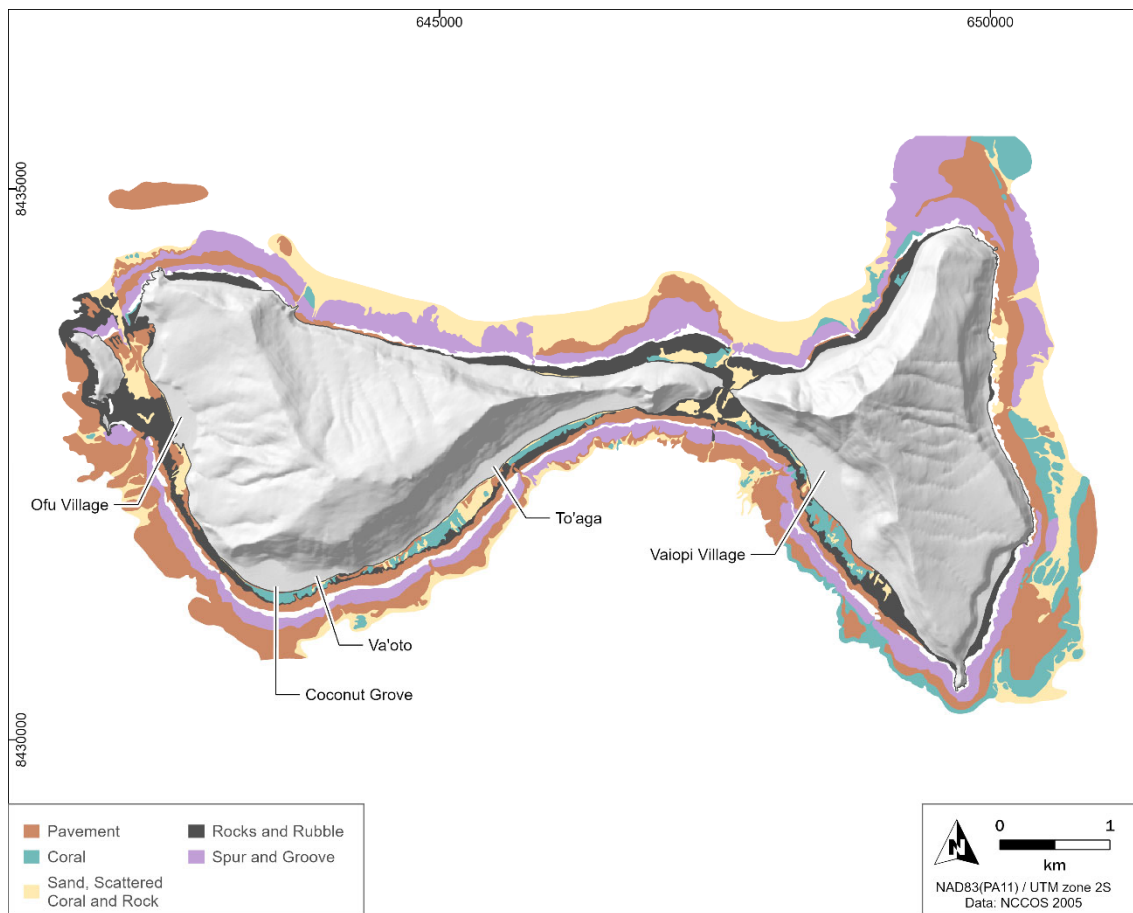 645000
650000
8435000
8430000
Ofu Village
To'aga
Vaiopi Village
Va'oto
Coconut Grove
Pavement
Coral
Sand, Scattered
Coral and Rock
Rocks and Rubble
Spur and Groove
N
0 1
km
NAD83(PA11) / UTM zone 2S
Data: NCCOS 2005